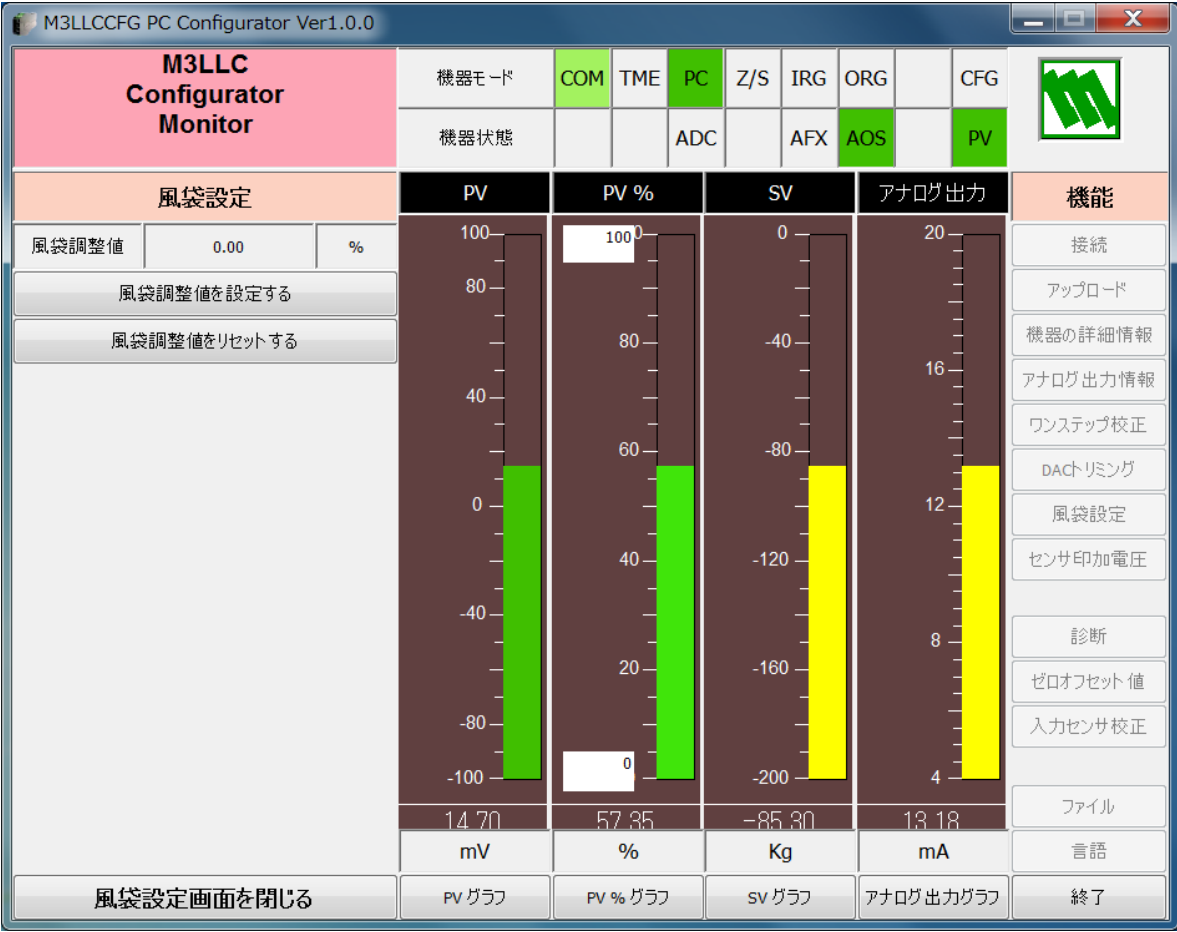 M3LLCCFG PC Configurator Ver1.0.0
M3LLC
Configurator
Monitor
機器モード COM TME PC Z/S IRG ORG CFG
機器状態 ADC AFX AOS PV
風袋設定
風袋調整値 0.00 %
風袋調整値を設定する
風袋調整値をリセットする
風袋設定画面を閉じる
PV
100
80
40
0
-40
-80
-100
14.70
mV
PV グラフ
PV %
100
80
60
40
20
0
57.35
%
PV % グラフ
SV
0
-40
-80
-120
-160
-200
-85.30
Kg
SV グラフ
アナログ出力
20
16
12
8
4
13.18
mA
アナログ出力グラフ
機能
接続
アップロード
機器の詳細情報
アナログ出力情報
ワンステップ校正
DACトリミング
風袋設定
センサ印加電圧
診断
ゼロオフセット値
入力センサ校正
ファイル
言語
終了